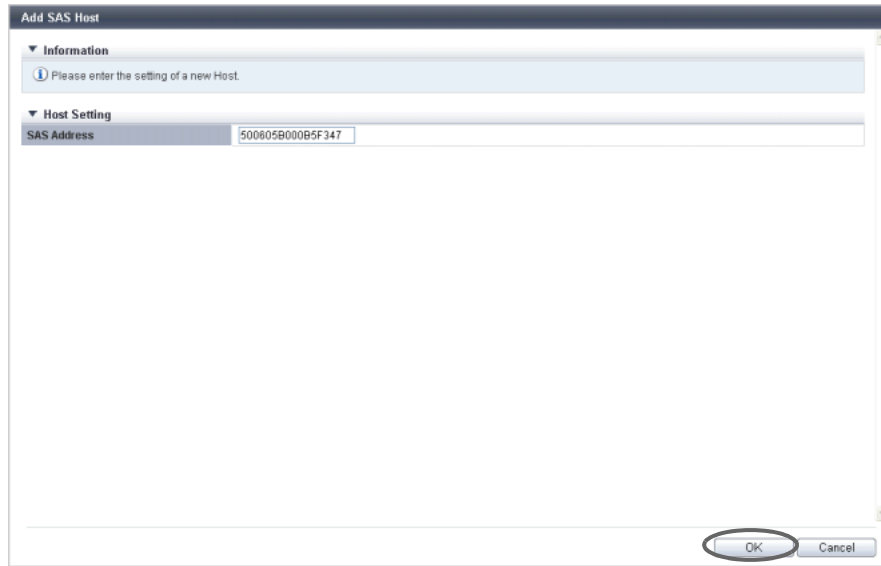 Add SAS Host
Information
Please enter the setting of a new Host.
Host Setting
SAS Address 500605B000B5F347
OK Cancel